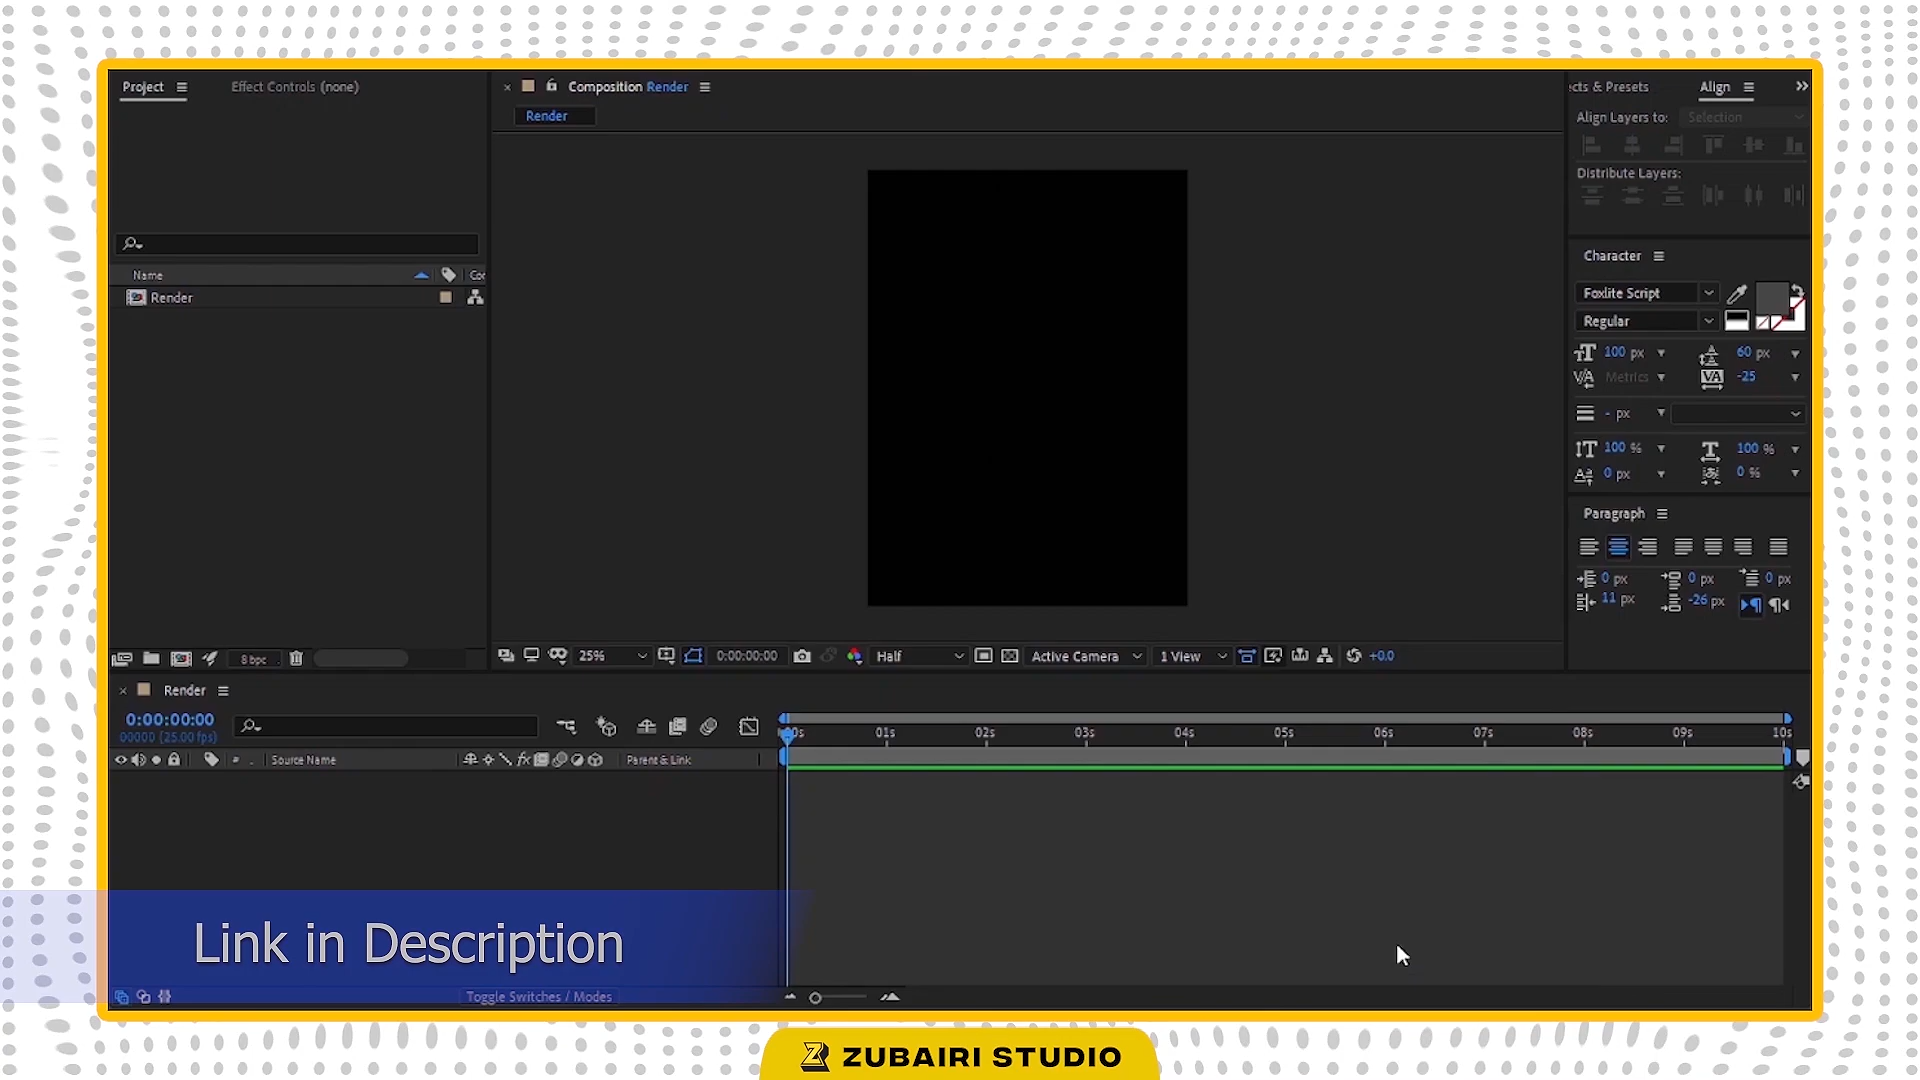 Project
Effect Controls (none)
Composition Render
cts & Presets
Align
Render
Align Layers to:
Selection
Distribute Layers:
Name
Render
Character
Foxlite Script
Regular
100 px
60 px
Metrics
-25
- px
100 %
100 %
0 px
0 %
Paragraph
0 px
0 px
0 px
11 px
-26 px
8 bpc
25%
0:00:00:00
Half
Active Camera
1 View
+0.0
Render
0:00:00:00
00000 (25.00 fps)
0s
01s
02s
03s
04s
05s
06s
07s
08s
09s
10s
#
Source Name
fx
Parent & Link
Link in Description
Toggle Switches / Modes
ZUBAIRI STUDIO